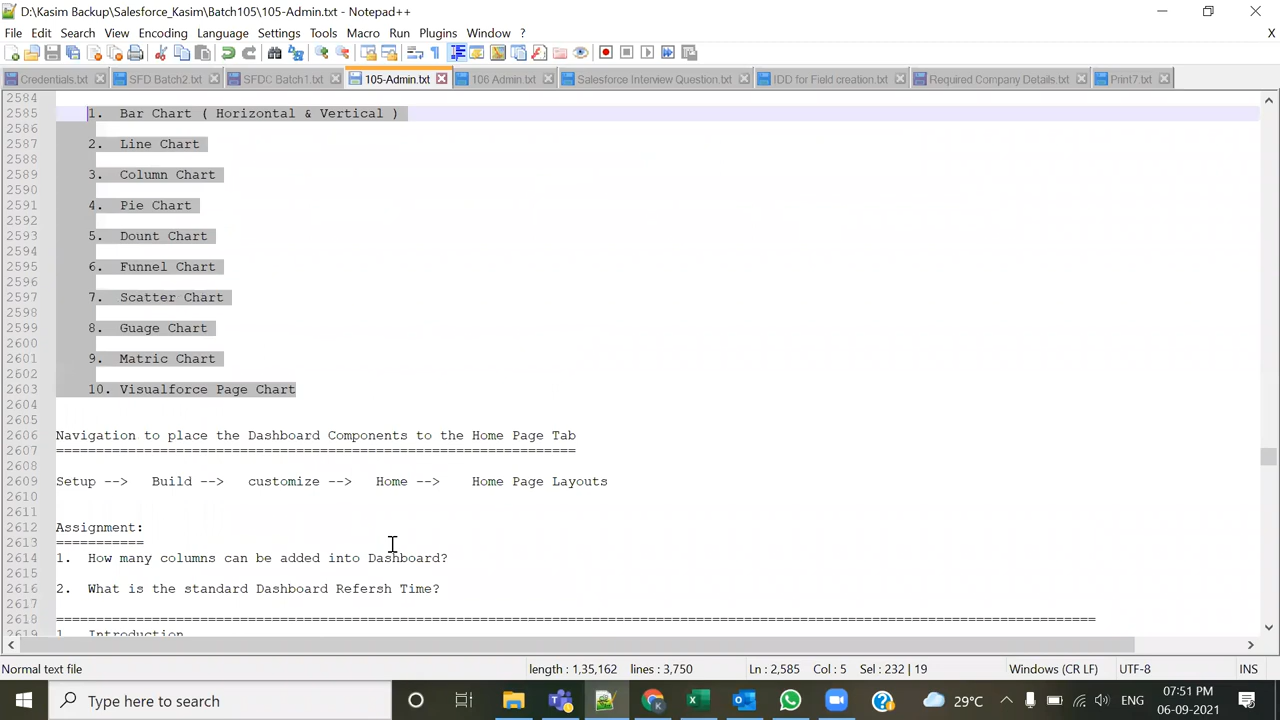 D:\Kasim Backup\Salesforce_Kasim\Batch105\105-Admin.txt - Notepad++
File Edit Search View Encoding Language Settings Tools Macro Run Plugins Window ? X
Credentials.txt SFD Batch2.txt SFDC Batch1.txt 105-Admin.txt 106 Admin.txt Salesforce Interview Question.txt IDD for Field creation.txt Required Company Details.txt Print7.txt
2584
2585 1. Bar Chart ( Horizontal & Vertical )
2586
2587 2. Line Chart
2588
2589 3. Column Chart
2590
2591 4. Pie Chart
2592
2593 5. Dount Chart
2594
2595 6. Funnel Chart
2596
2597 7. Scatter Chart
2598
2599 8. Guage Chart
2600
2601 9. Matric Chart
2602
2603 10. Visualforce Page Chart
2604
2605
2606 Navigation to place the Dashboard Components to the Home Page Tab
2607 =================================================================
2608
2609 Setup --> Build --> customize --> Home --> Home Page Layouts
2610
2611
2612 Assignment:
2613 ===========
2614 1. How many columns can be added into Dashboard?
2615
2616 2. What is the standard Dashboard Refersh Time?
2617
2618 ==================================================================================================================================
2619 1. Introduction
Normal text file length : 1,35,162 lines : 3,750 Ln : 2,585 Col : 5 Sel : 232 | 19 Windows (CR LF) UTF-8 INS
Type here to search 29°C ENG 07:51 PM
06-09-2021